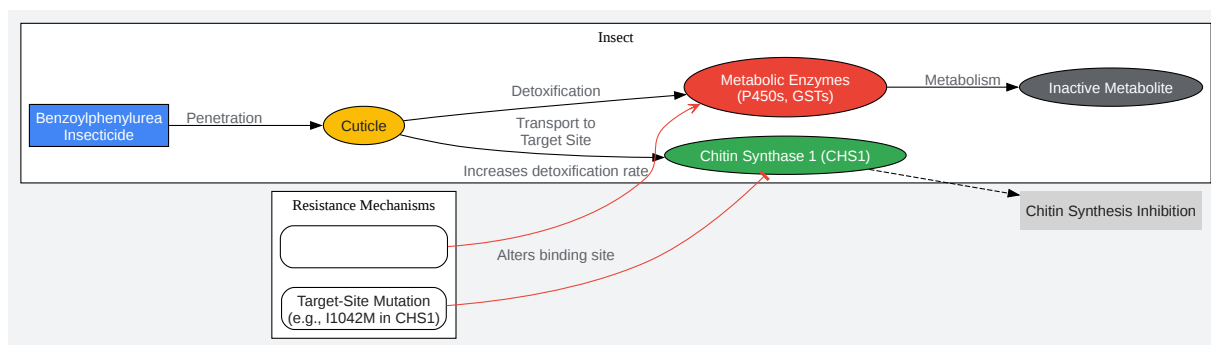 Insect
Benzoylphenylurea
Insecticide
Penetration
Cuticle
Detoxification
Transport to
Target Site
Increases detoxification rate
Metabolic Enzymes
(P450s, GSTs)
Metabolism
Inactive Metabolite
Chitin Synthase 1 (CHS1)
Chitin Synthesis Inhibition
Resistance Mechanisms
Alters binding site
Target-Site Mutation
(e.g., I1042M in CHS1)